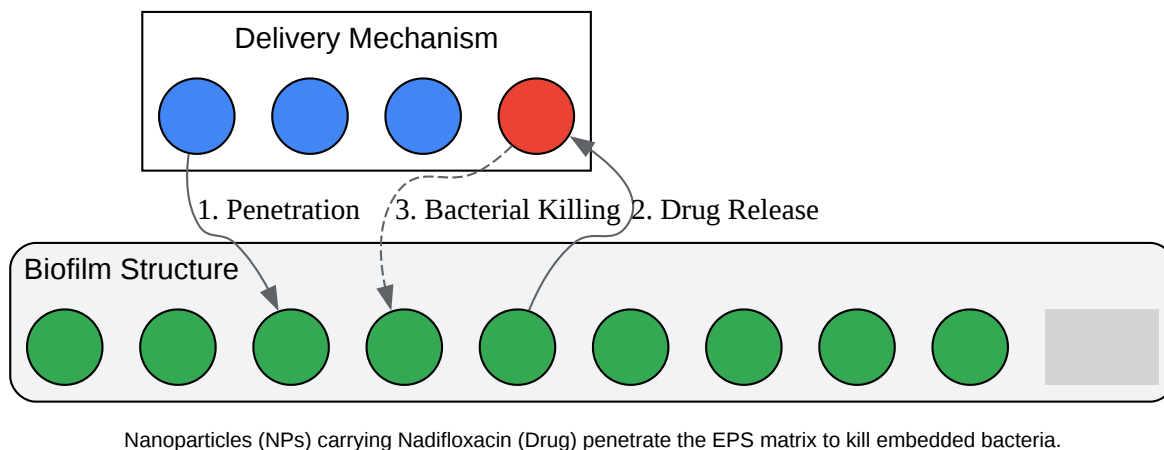 Delivery Mechanism
1. Penetration
3. Bacterial Killing
2. Drug Release
Biofilm Structure
Nanoparticles (NPs) carrying Nadifloxacin (Drug) penetrate the EPS matrix to kill embedded bacteria.